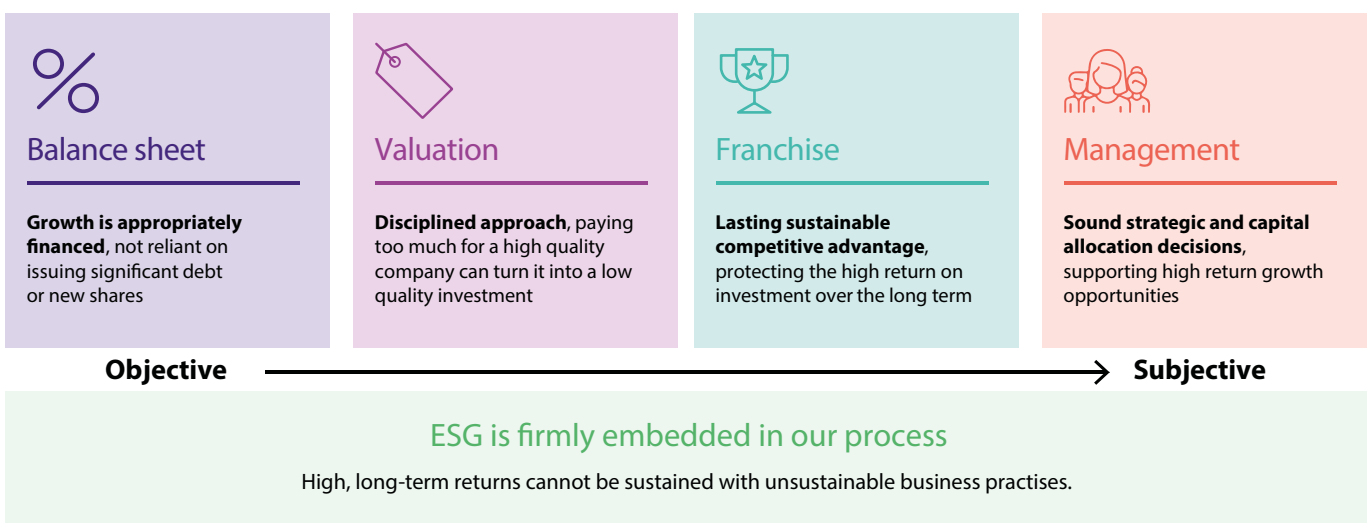 Balance sheet
Growth is appropriately
financed, not reliant on
issuing significant debt
or new shares
Valuation
Disciplined approach, paying
too much for a high quality
company can turn it into a low
quality investment
Franchise
Lasting sustainable
competitive advantage,
protecting the high return on
investment over the long term
Management
Sound strategic and capital
allocation decisions,
supporting high return growth
opportunities
Objective
Subjective
ESG is firmly embedded in our process
High, long-term returns cannot be sustained with unsustainable business practises.